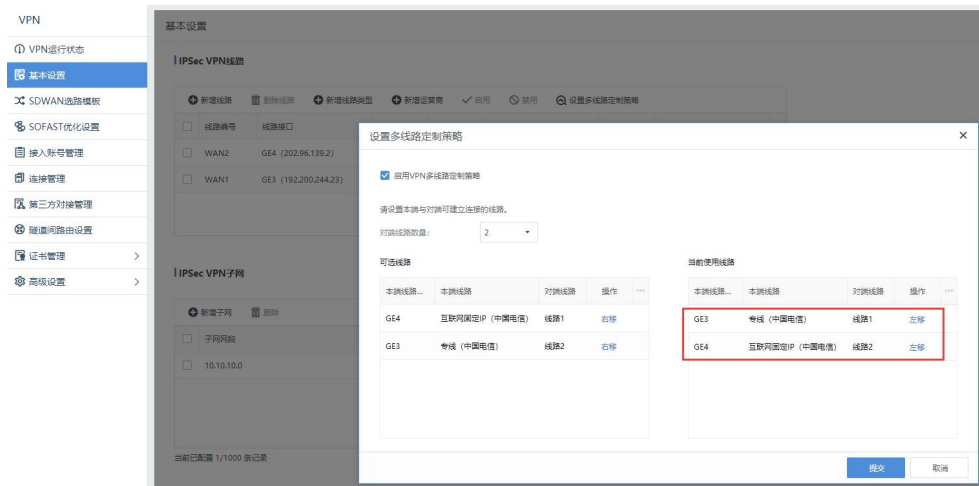 VPN
VPN运行状态
基本设置
SDWAN选路模板
SOFAST优化设置
接入账号管理
连接管理
第三方对接管理
隧道间路由设置
证书管理
高级设置
基本设置
IPSec VPN线路
新增线路 删除线路 新增线路类型 新增运营商 启用 禁用 设置多线路定制策略
线路编号 线路接口
WAN2 GE4（202.96.139.2）
WAN1 GE3（192.200.244.23）
IPSec VPN子网
新增子网 删除
子网网段
10.10.10.0
当前已配置 1/1000 条记录
设置多线路定制策略
启用VPN多线路定制策略
请设置本端与对端可建立连接的线路。
对端线路数量： 2
可选线路
本端线路... 本端线路 对端线路 操作 ...
GE4 互联网固定IP（中国电信） 线路1 右移
GE3 专线（中国电信） 线路2 右移
当前使用线路
本端线路... 本端线路 对端线路 操作 ...
GE3 专线（中国电信） 线路1 左移
GE4 互联网固定IP（中国电信） 线路2 左移
提交 取消